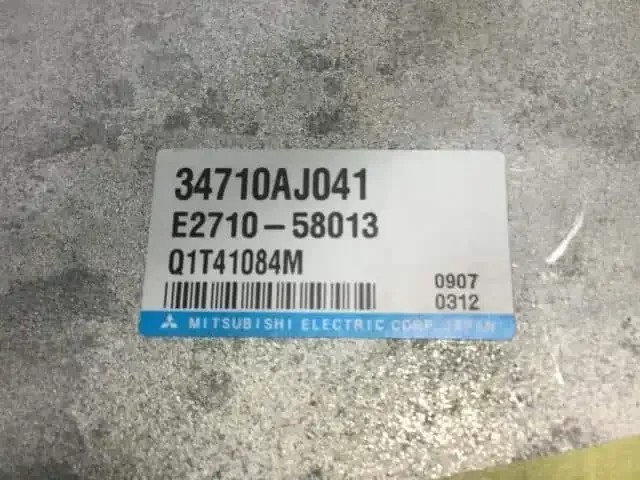 34710AJ041
E2710-58013
Q1T41084M
0907
0312
MITSUBISHI ELECTRIC CORP. JAPAN